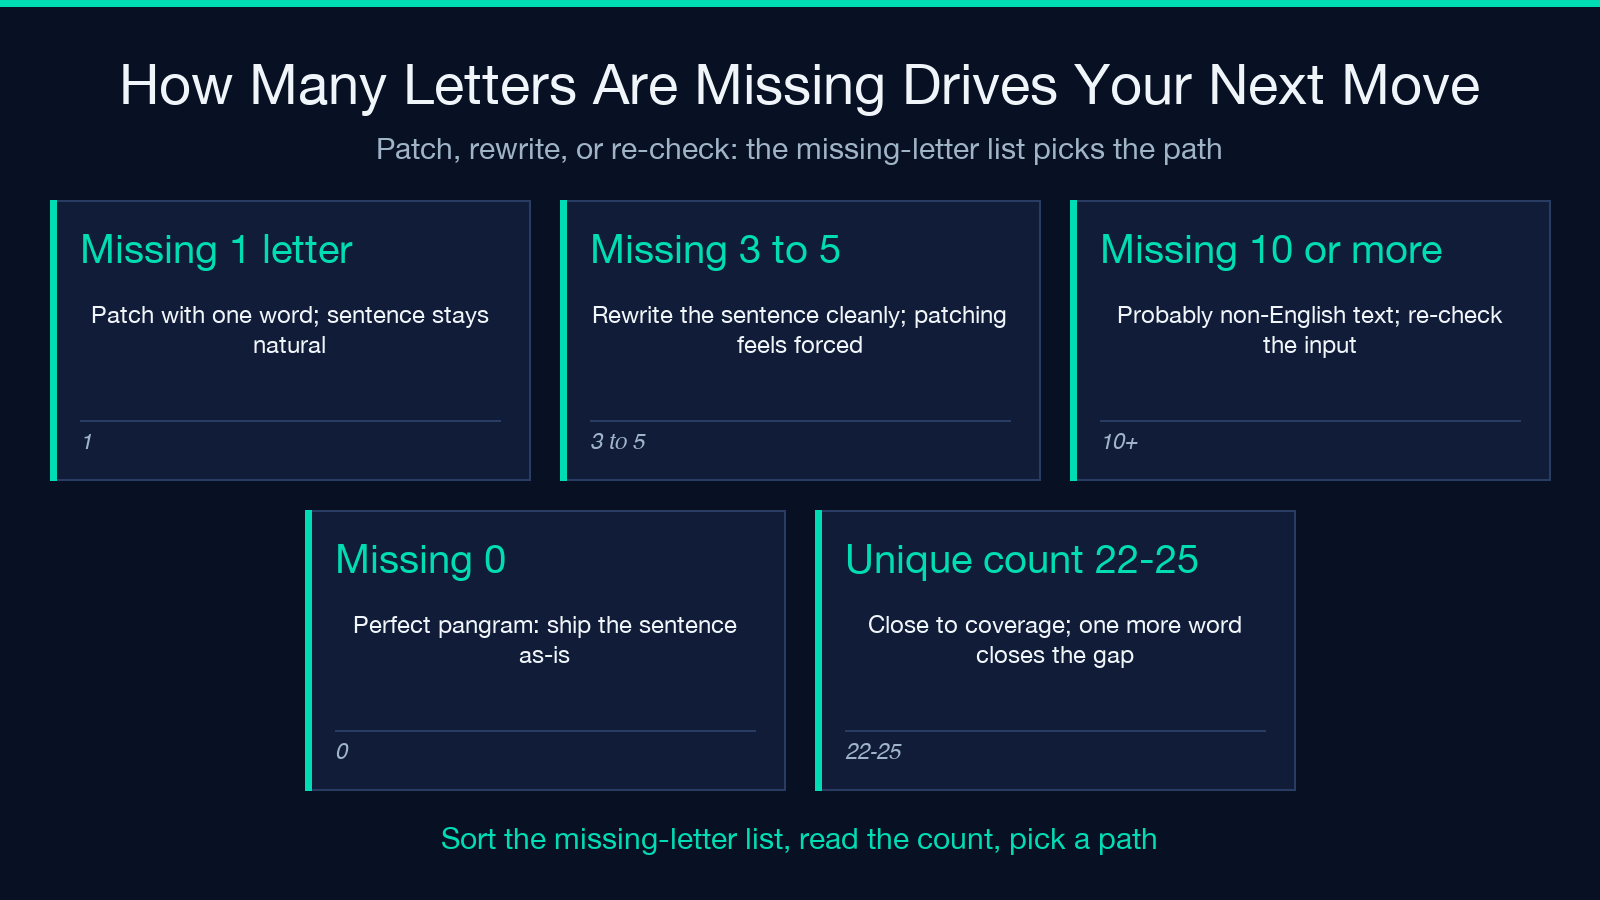 How Many Letters Are Missing Drives Your Next Move
Patch, rewrite, or re-check: the missing-letter list picks the path
Missing 1 letter
Patch with one word; sentence stays
natural
1
Missing 3 to 5
Rewrite the sentence cleanly; patching
feels forced
3 to 5
Missing 10 or more
Probably non-English text; re-check
the input
10+
Missing 0
Perfect pangram: ship the sentence
as-is
0
Unique count 22-25
Close to coverage; one more word
closes the gap
22-25
Sort the missing-letter list, read the count, pick a path